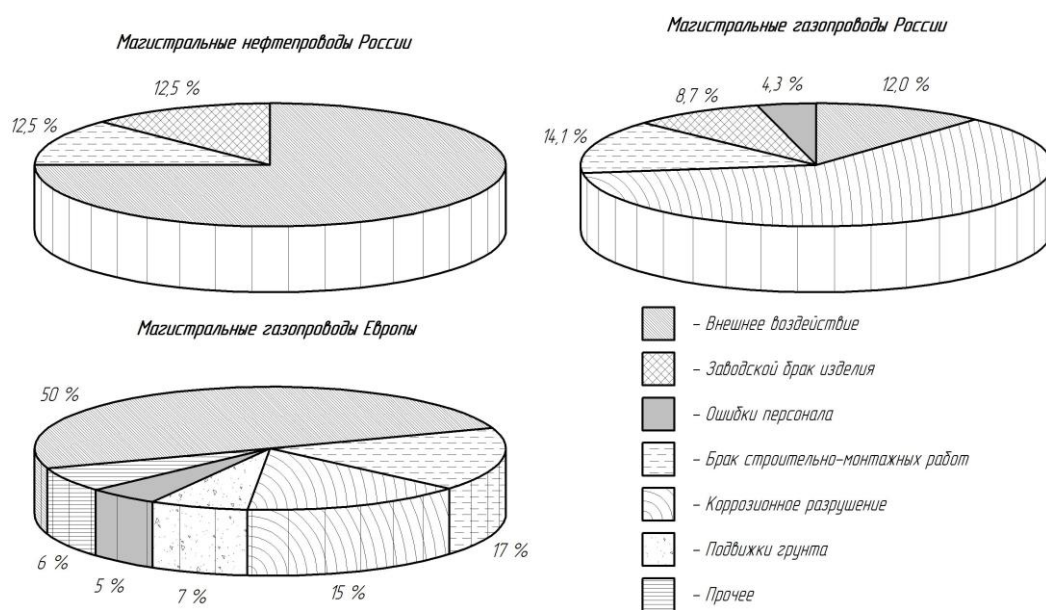 Магистральные нефтепроводы России
12,5 %
12,5 %
Магистральные газопроводы России
4,3 %
12,0 %
8,7 %
14,1 %
Магистральные газопроводы Европы
50 %
6 %
5 %
7 %
15 %
17 %
– Внешнее воздействие
– Заводской брак изделия
– Ошибки персонала
– Брак строительно-монтажных работ
– Коррозионное разрушение
– Подвижки грунта
– Прочее